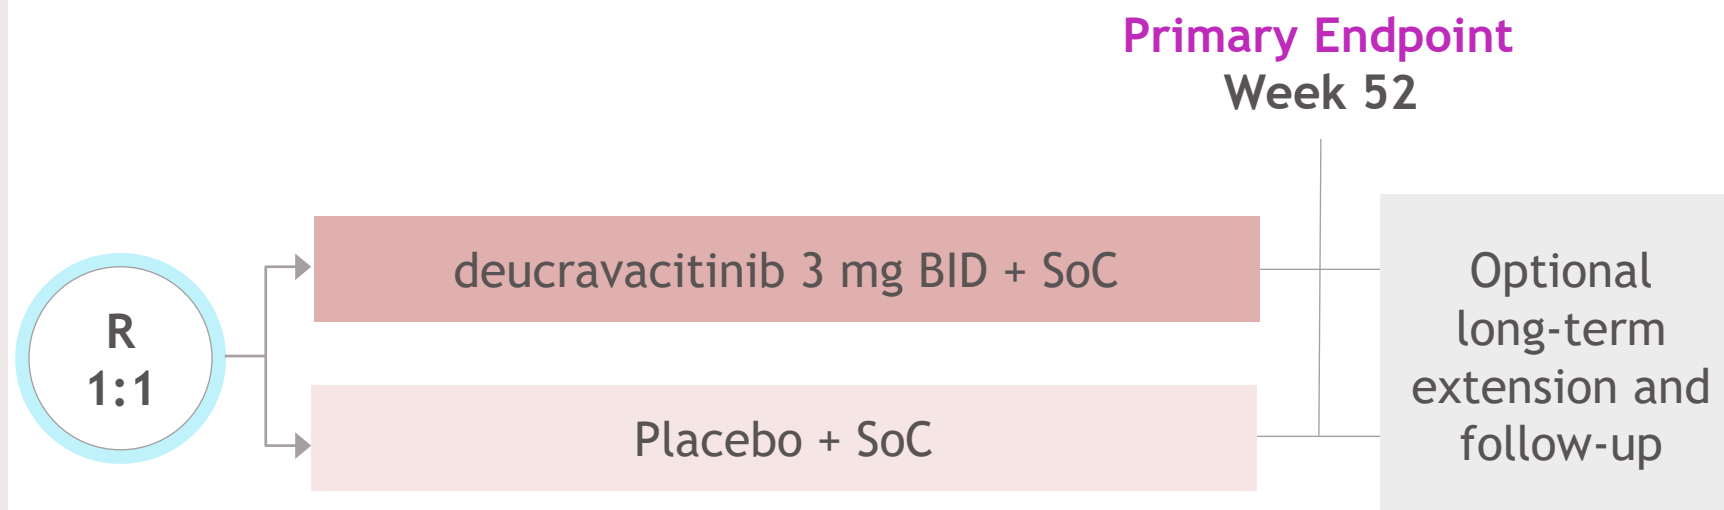 Primary Endpoint
Week 52
R
1:1
deucravacitinib 3 mg BID + SoC
Placebo + SoC
Optional
long-term
extension and
follow-up